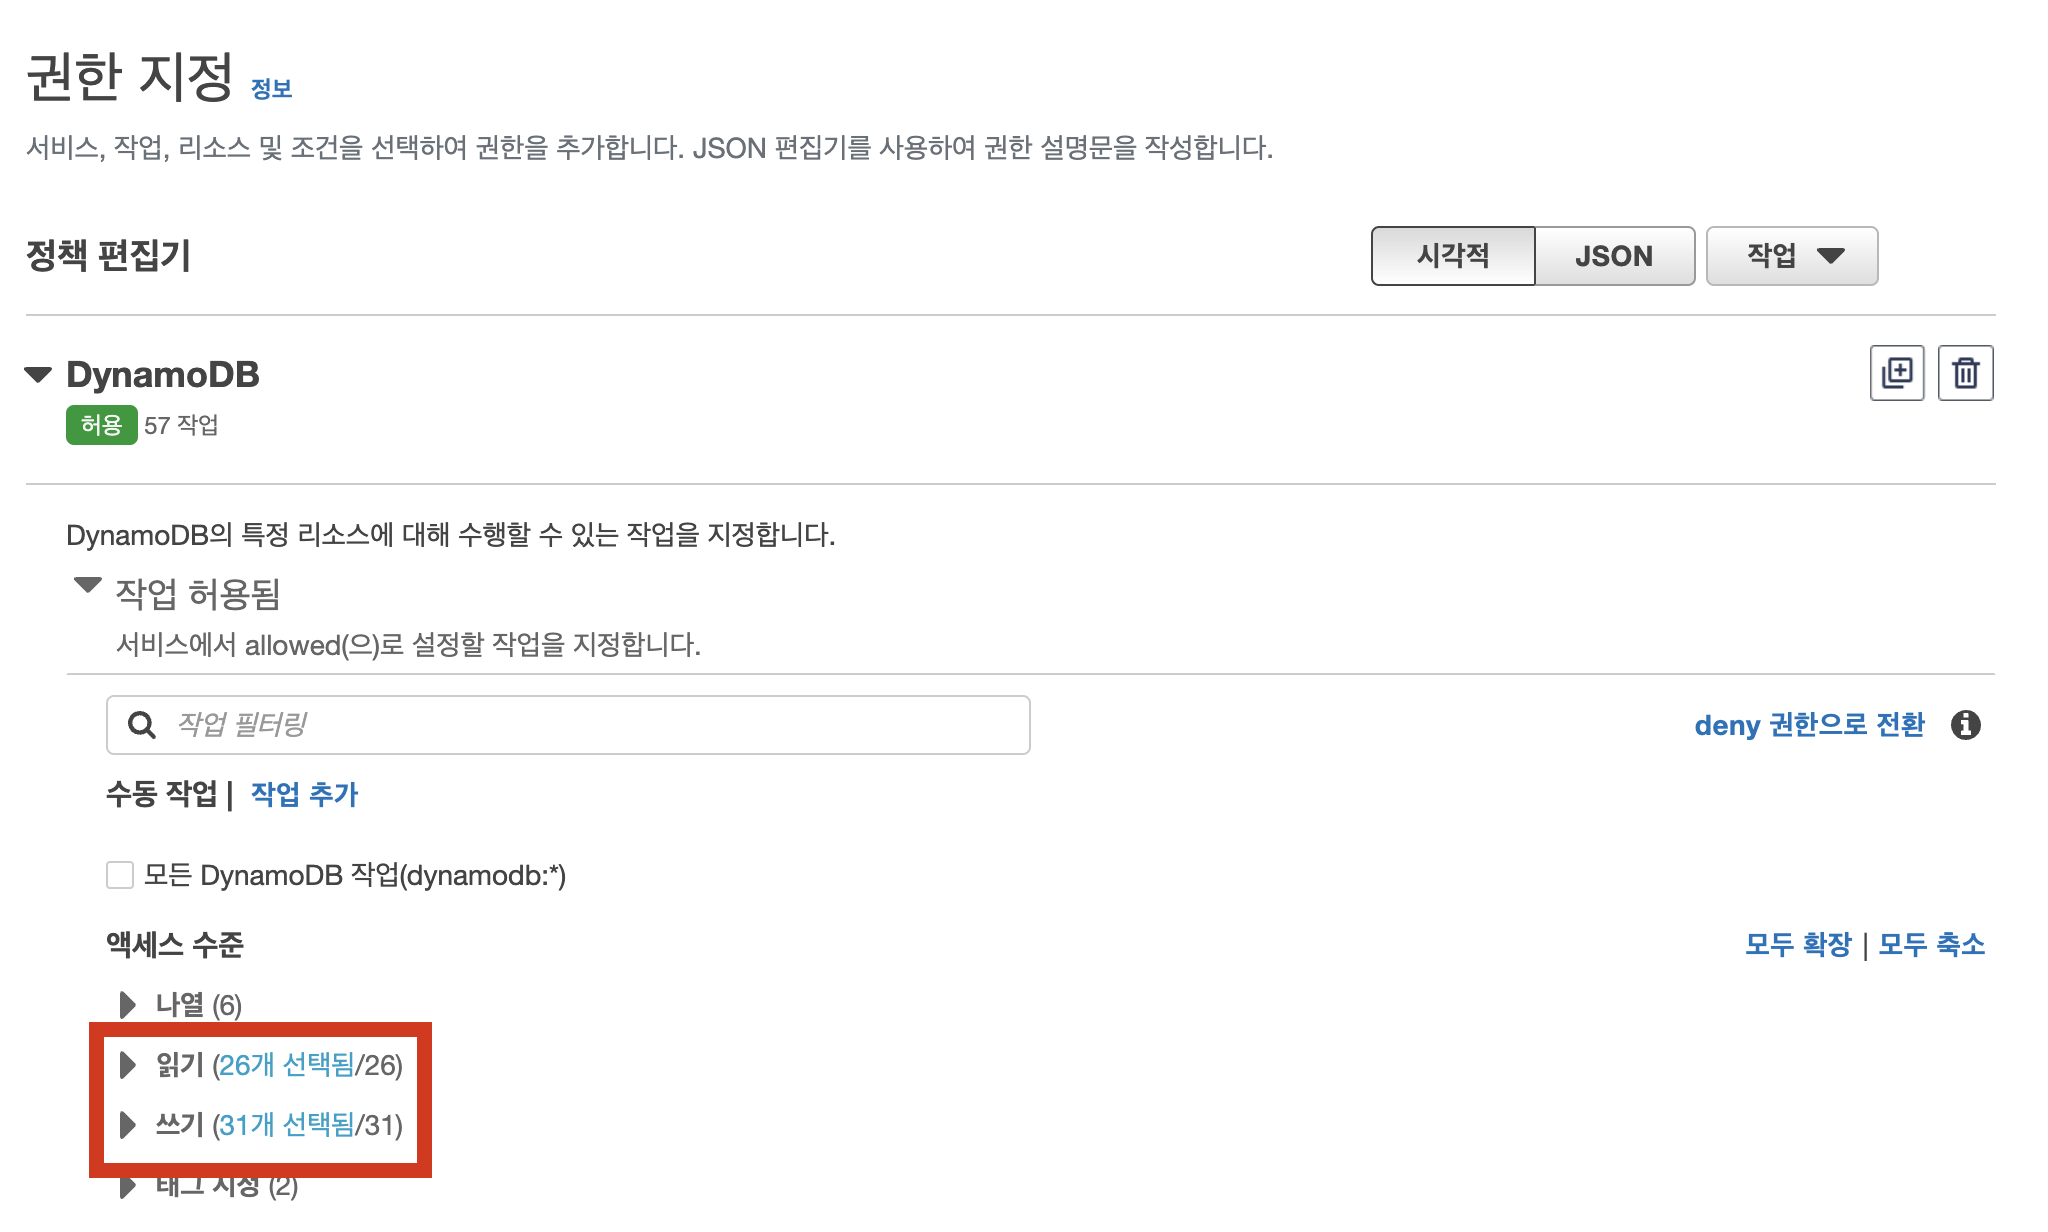 권한 지정 정보
서비스, 작업, 리소스 및 조건을 선택하여 권한을 추가합니다. JSON 편집기를 사용하여 권한 설명문을 작성합니다.
정책 편집기
시각적 JSON 작업
DynamoDB
허용 57 작업
DynamoDB의 특정 리소스에 대해 수행할 수 있는 작업을 지정합니다.
작업 허용됨
서비스에서 allowed(으)로 설정할 작업을 지정합니다.
작업 필터링
deny 권한으로 전환
수동 작업 | 작업 추가
모든 DynamoDB 작업(dynamodb:*)
액세스 수준
모두 확장 | 모두 축소
나열 (6)
읽기 (26개 선택됨/26)
쓰기 (31개 선택됨/31)
태그 지정 (2)